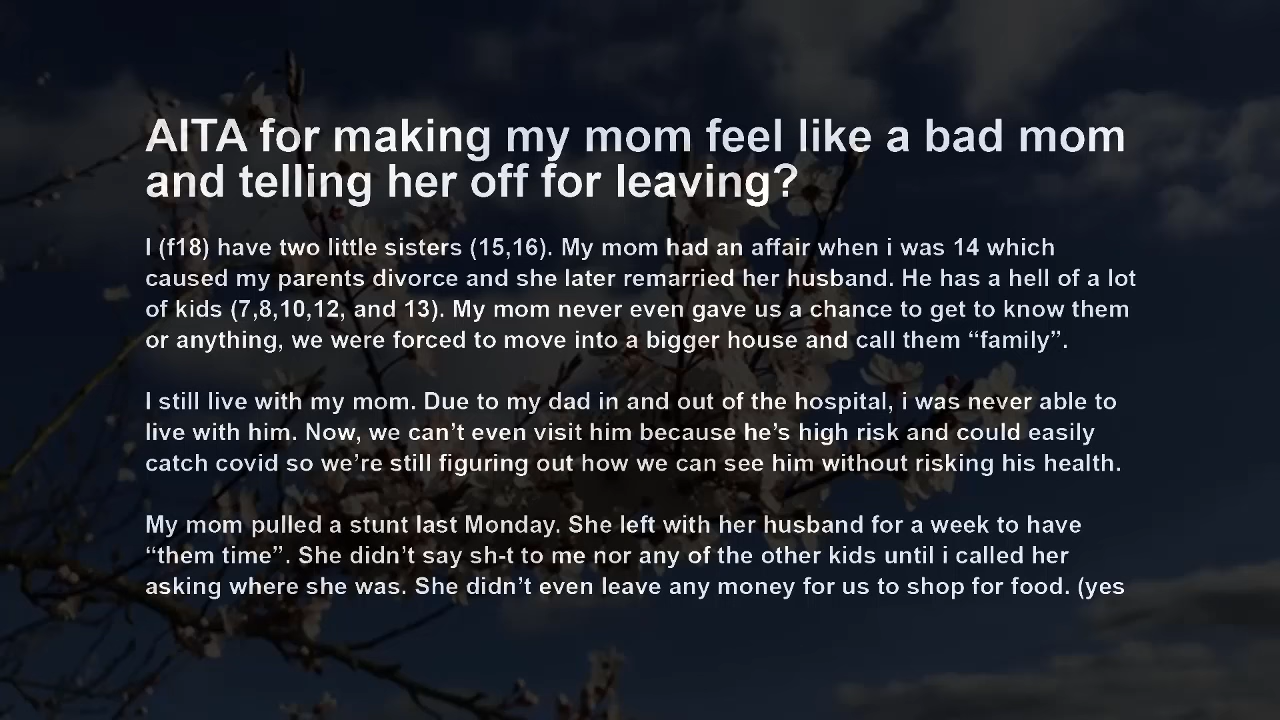 AITA for making my mom feel like a bad mom
and telling her off for leaving?
I (f18) have two little sisters (15,16). My mom had an affair when i was 14 which
caused my parents divorce and she later remarried her husband. He has a hell of a lot
of kids (7,8,10,12, and 13). My mom never even gave us a chance to get to know them
or anything, we were forced to move into a bigger house and call them “family”.
I still live with my mom. Due to my dad in and out of the hospital, i was never able to
live with him. Now, we can’t even visit him because he’s high risk and could easily
catch covid so we’re still figuring out how we can see him without risking his health.
My mom pulled a stunt last Monday. She left with her husband for a week to have
“them time”. She didn’t say sh-t to me nor any of the other kids until i called her
asking where she was. She didn’t even leave any money for us to shop for food. (yes